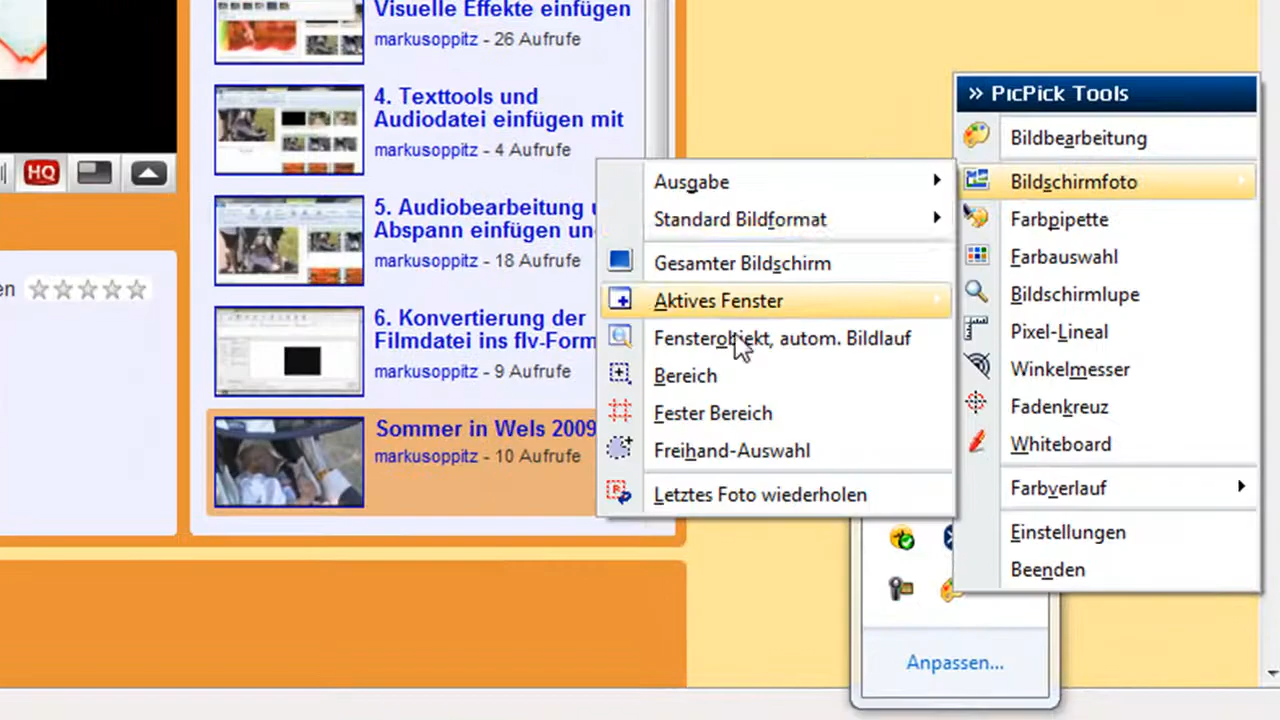 Visuelle Effekte einfügen
markusoppitz - 26 Aufrufe
4. Texttools und
Audiodatei einfügen mit
markusoppitz - 4 Aufrufe
5. Audiobearbeitung
Abspann einfügen
markusoppitz - 18 Aufrufe
6. Konvertierung der
Filmdatei ins flv-Form
markusoppitz - 9 Aufrufe
Sommer in Wels 2009
markusoppitz - 10 Aufrufe
HQ
en
Ausgabe
Standard Bildformat
Gesamter Bildschirm
Aktives Fenster
Fensterobjekt, autom. Bildlauf
Bereich
Fester Bereich
Freihand-Auswahl
Letztes Foto wiederholen
» PicPick Tools
Bildbearbeitung
Bildschirmfoto
Farbpipette
Farbauswahl
Bildschirmlupe
Pixel-Lineal
Winkelmesser
Fadenkreuz
Whiteboard
Farbverlauf
Einstellungen
Beenden
Anpassen...